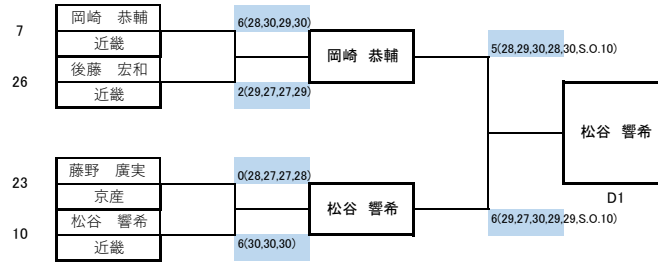 岡崎　恭輔
7
6(28,30,29,30)
近畿
岡崎　恭輔
5(28,29,30,28,30,S.O.10)
後藤　宏和
26
2(29,27,27,29)
近畿
松谷　響希
藤野　廣実
23
0(28,27,27,28)
京産
D1
松谷　響希
松谷　響希
6(29,27,30,29,29,S.O.10)
10
6(30,30,30)
近畿